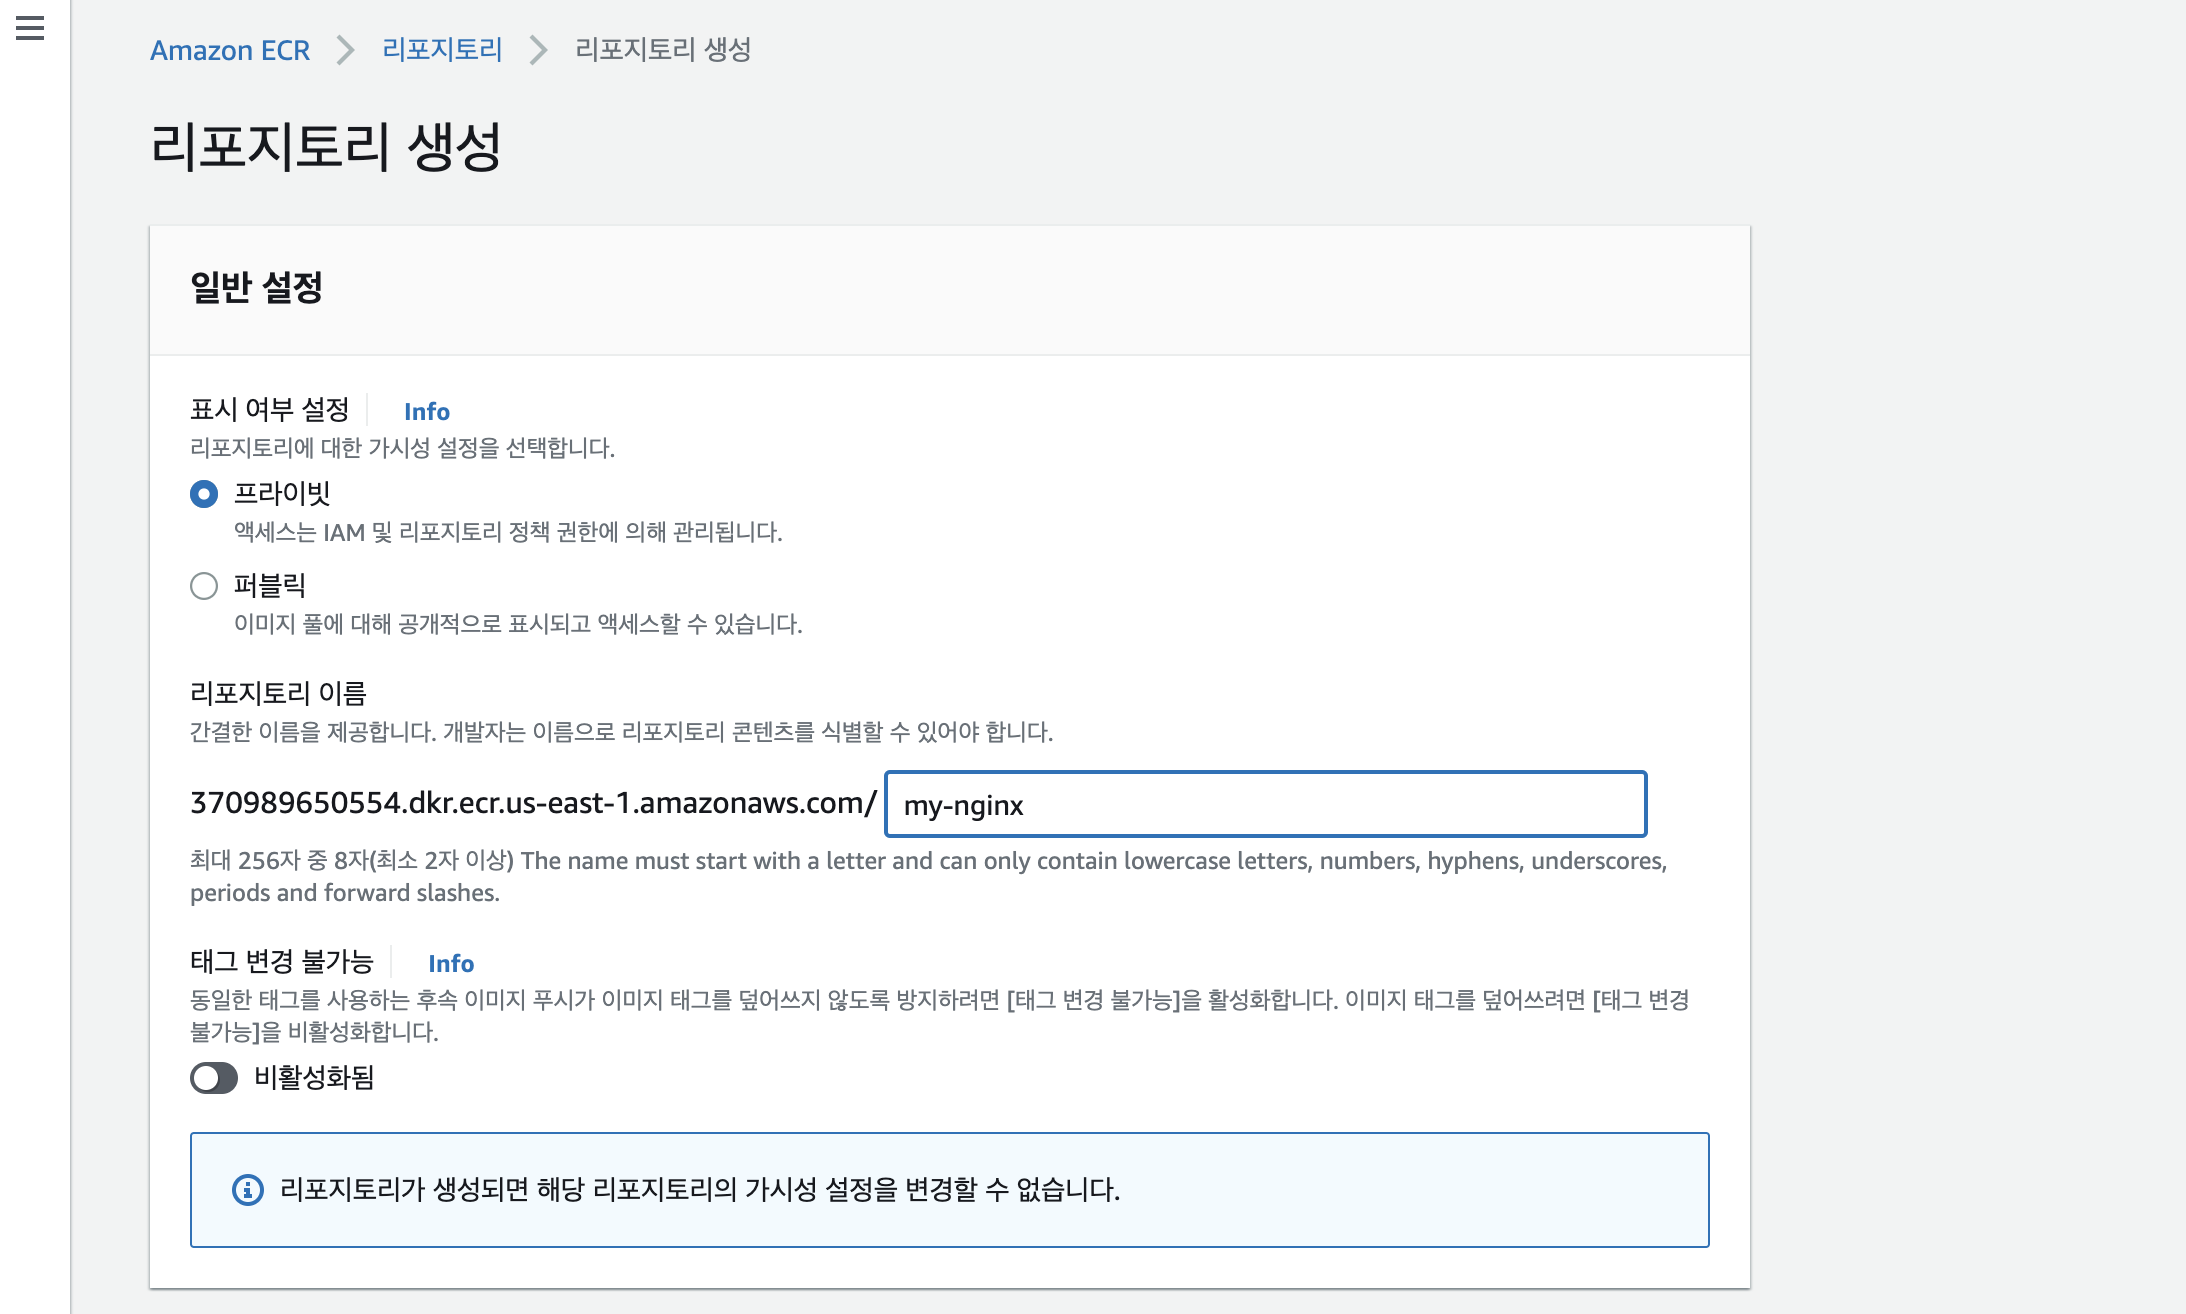 Amazon ECR > 리포지토리 > 리포지토리 생성
리포지토리 생성
일반 설정
표시 여부 설정 Info
리포지토리에 대한 가시성 설정을 선택합니다.
프라이빗
액세스는 IAM 및 리포지토리 정책 권한에 의해 관리됩니다.
퍼블릭
이미지 풀에 대해 공개적으로 표시되고 액세스할 수 있습니다.
리포지토리 이름
간결한 이름을 제공합니다. 개발자는 이름으로 리포지토리 콘텐츠를 식별할 수 있어야 합니다.
370989650554.dkr.ecr.us-east-1.amazonaws.com/ my-nginx
최대 256자 중 8자(최소 2자 이상) The name must start with a letter and can only contain lowercase letters, numbers, hyphens, underscores,
periods and forward slashes.
태그 변경 불가능 Info
동일한 태그를 사용하는 후속 이미지 푸시가 이미지 태그를 덮어쓰지 않도록 방지하려면 [태그 변경 불가능]을 활성화합니다. 이미지 태그를 덮어쓰려면 [태그 변경
불가능]을 비활성화합니다.
비활성화됨
리포지토리가 생성되면 해당 리포지토리의 가시성 설정을 변경할 수 없습니다.